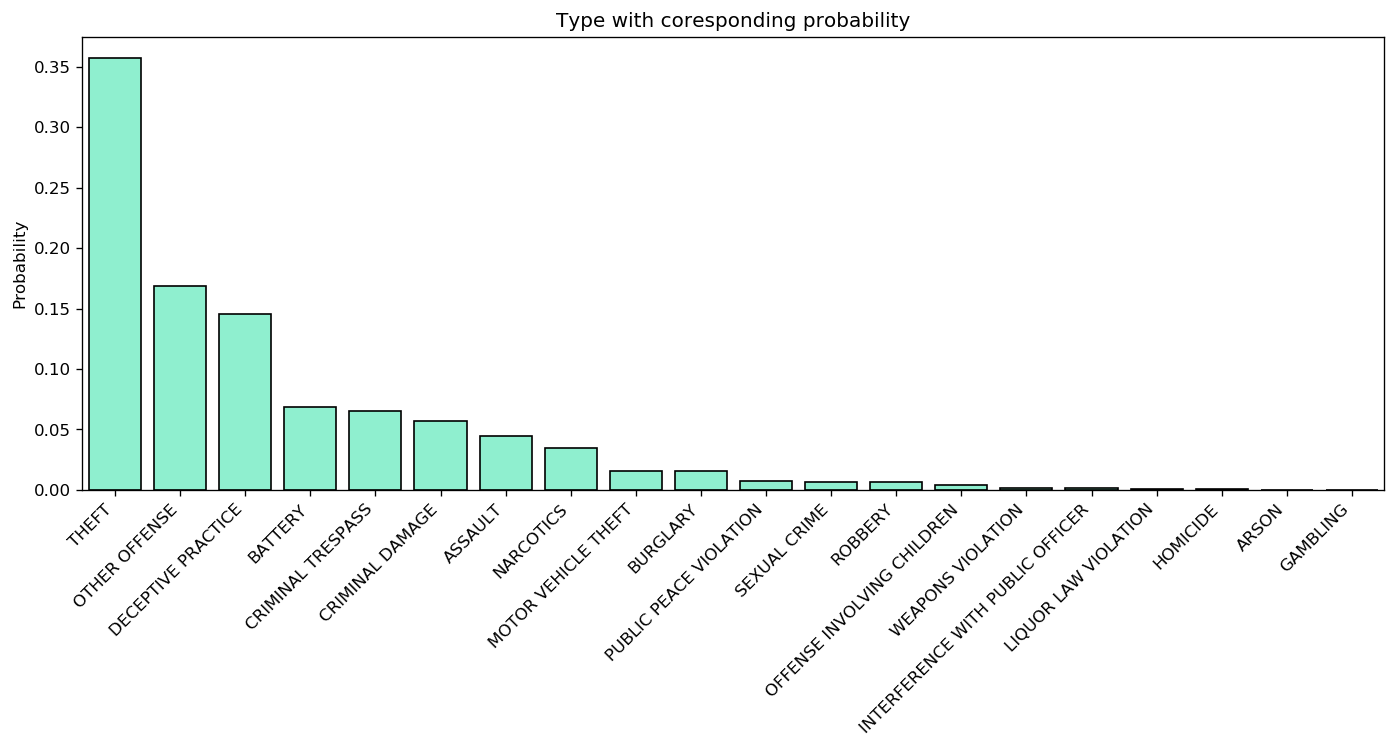 Type with coresponding probability
Probability
0.35
0.30
0.25
0.20
0.15
0.10
0.05
0.00
THEFT
OTHER OFFENSE
DECEPTIVE PRACTICE
BATTERY
CRIMINAL TRESPASS
CRIMINAL DAMAGE
ASSAULT
NARCOTICS
MOTOR VEHICLE THEFT
BURGLARY
PUBLIC PEACE VIOLATION
SEXUAL CRIME
ROBBERY
OFFENSE INVOLVING CHILDREN
WEAPONS VIOLATION
INTERFERENCE WITH PUBLIC OFFICER
LIQUOR LAW VIOLATION
HOMICIDE
ARSON
GAMBLING